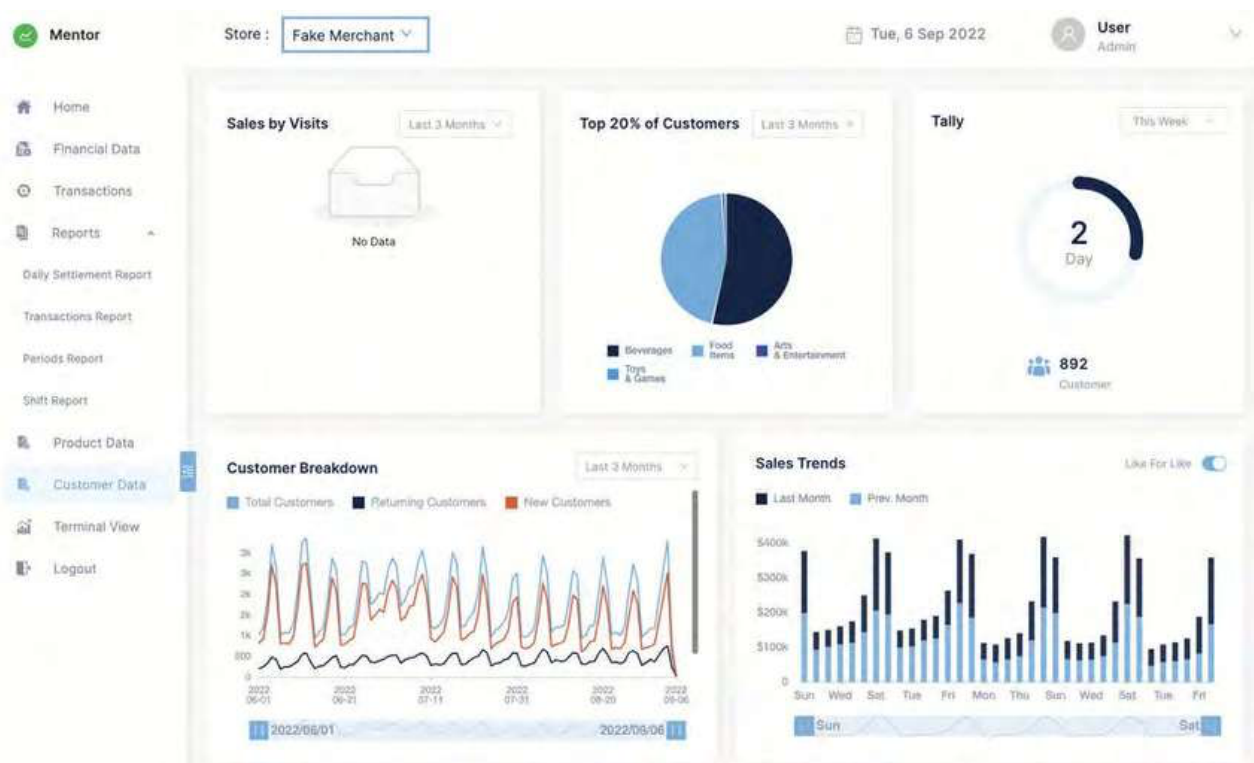 Mentor
Store :
Fake Merchant
Tue, 6 Sep 2022
User
Admin
Home
Financial Data
Transactions
Reports
Daily Settlement Report
Transactions Report
Periods Report
Shift Report
Product Data
Customer Data
Terminal View
Logout
Sales by Visits
Last 3 Months
No Data
Top 20% of Customers
Last 3 Months
Beverages
Food
Items
Arts
& Entertainment
Toys
& Games
Tally
This Week
2
Day
892
Customer
Customer Breakdown
Last 3 Months
Total Customers
Returning Customers
New Customers
3k
3k
2k
2k
1k
500
0
2022
06-01
2022
06-21
2022
07-11
2022
07-31
2022
08-20
2022
09-06
2022/06/01
2022/09/06
Sales Trends
Like For Like
Last Month
Prev. Month
$400k
$300k
$200k
$100k
0
Sun
Wed
Sat
Tue
Fri
Mon
Thu
Sun
Wed
Sat
Tue
Fri
Sun
Sat